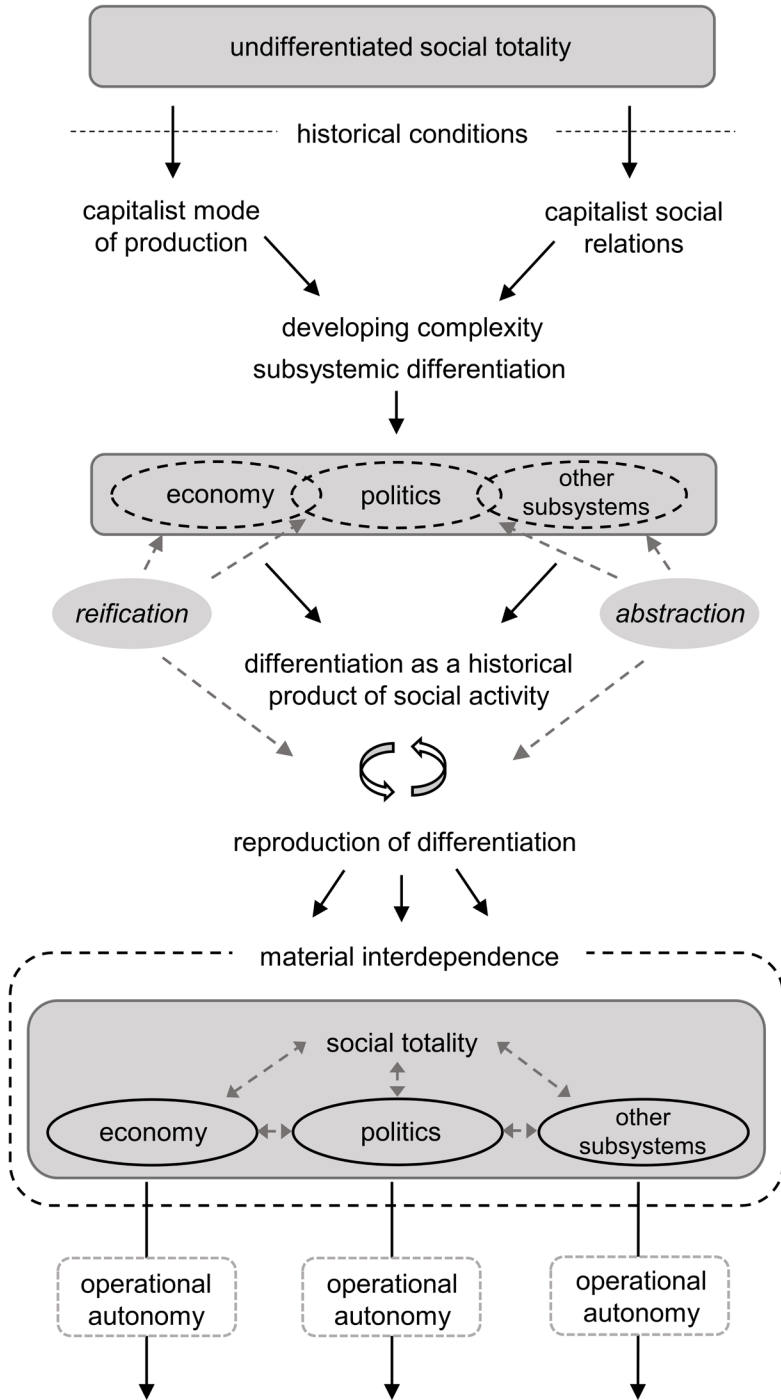 undifferentiated social totality
historical conditions
capitalist mode
of production
capitalist social
relations
developing complexity
subsystemic differentiation
economy
politics
other
subsystems
reification
abstraction
differentiation as a historical
product of social activity
reproduction of differentiation
material interdependence
social totality
economy
politics
other
subsystems
operational
autonomy
operational
autonomy
operational
autonomy